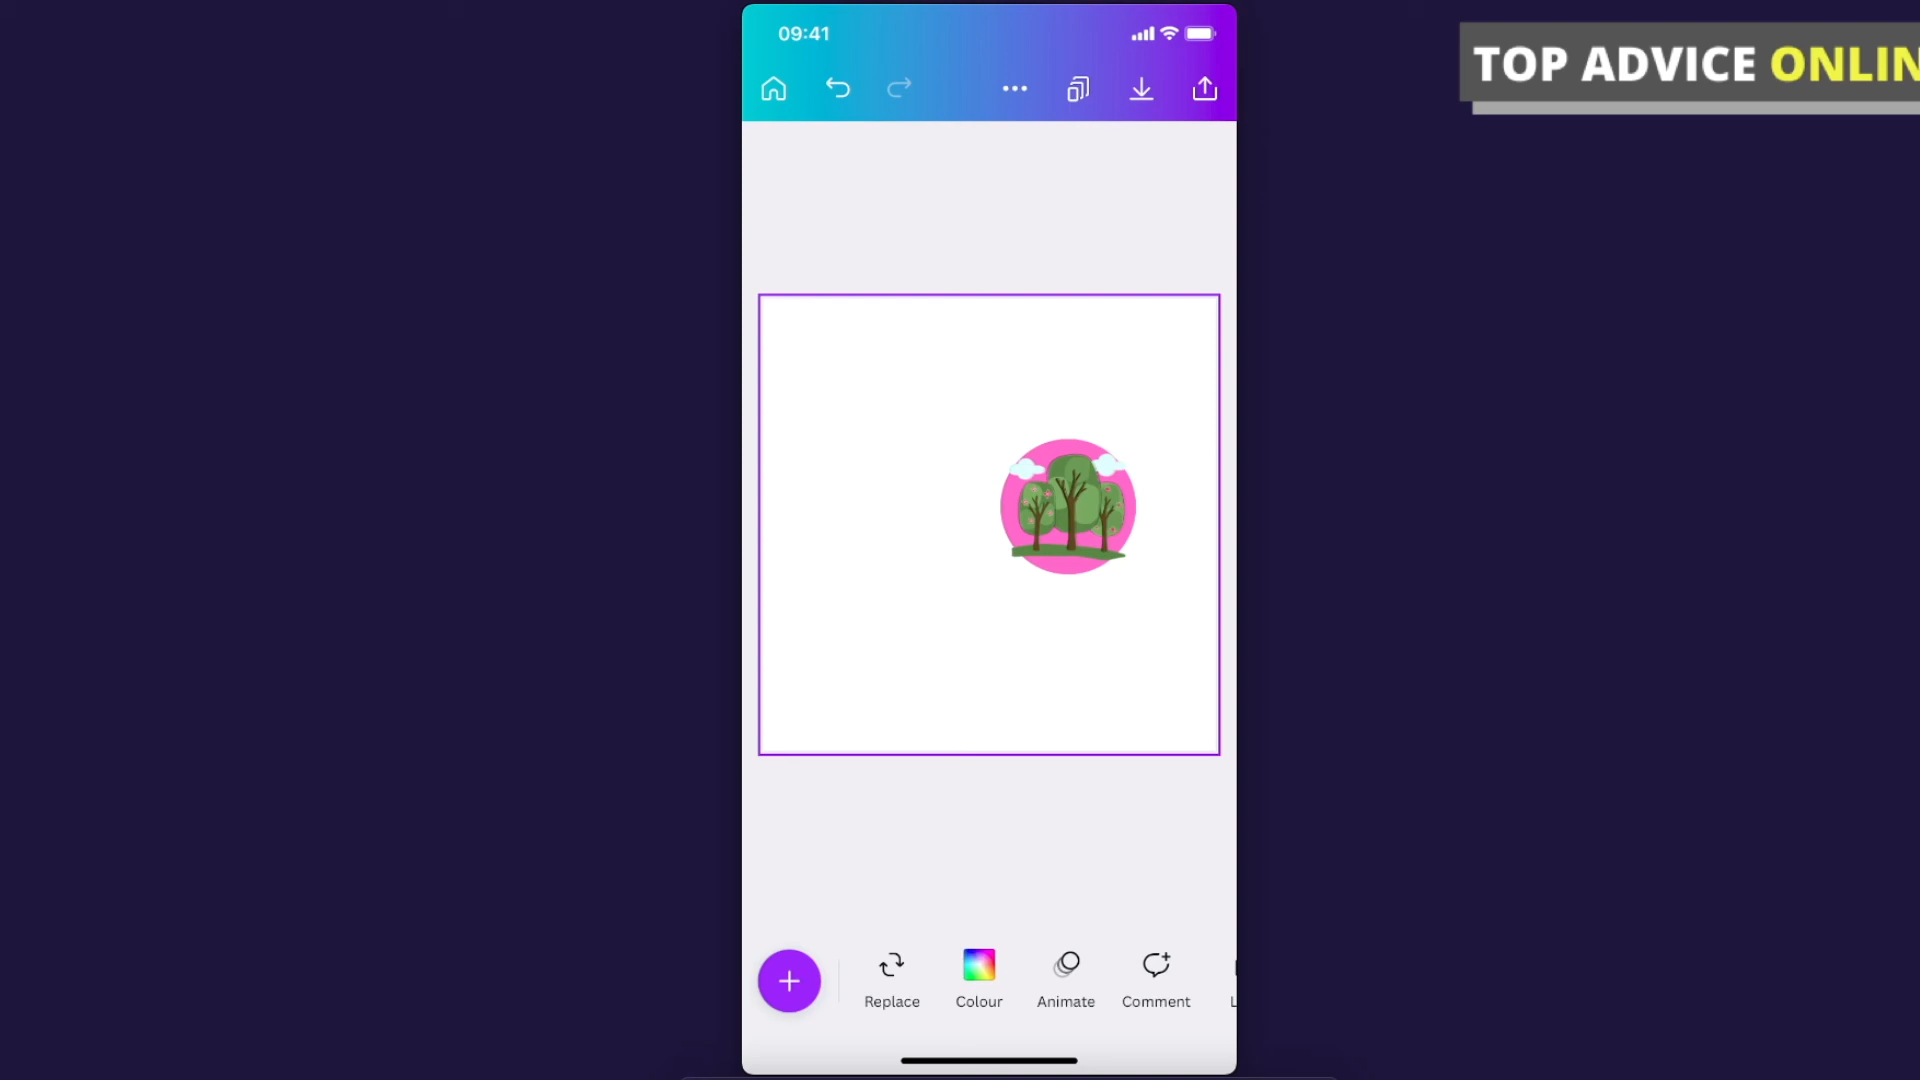 09:41
TOP ADVICE ONLIN
Replace
Colour
Animate
Comment